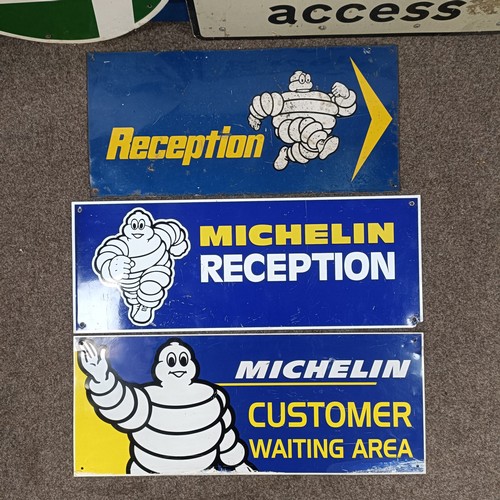 access
Reception
MICHELIN
RECEPTION
MICHELIN
CUSTOMER
WAITING AREA